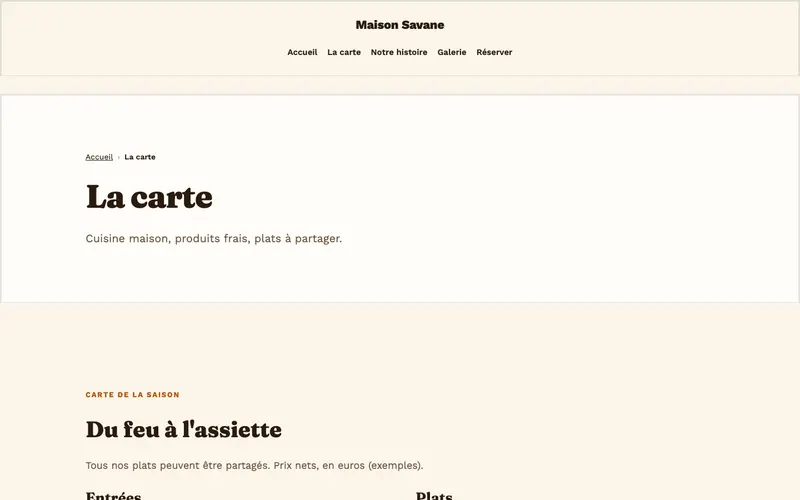 Maison Savane
Accueil La carte Notre histoire Galerie Réserver
Accueil › La carte
La carte
Cuisine maison, produits frais, plats à partager.
CARTE DE LA SAISON
Du feu à l'assiette
Tous nos plats peuvent être partagés. Prix nets, en euros (exemples).
Entrées Plats